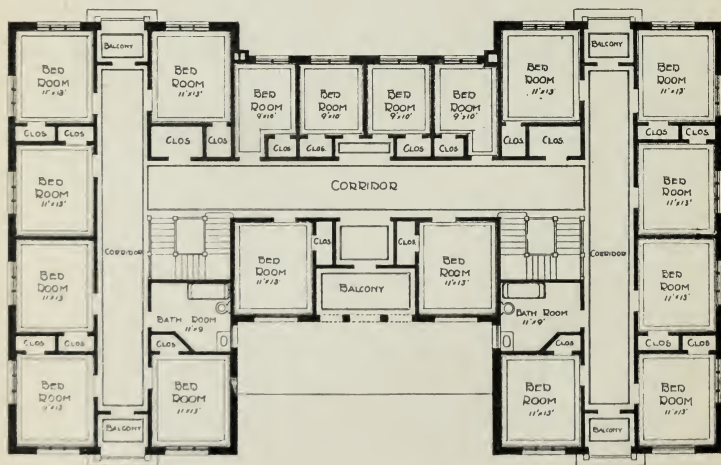 BALCONY
BALCONY
BED
ROOM
11'x13'
BED
ROOM
11'x13'
BED
ROOM
9'x10'
BED
ROOM
9'x10'
BED
ROOM
9'x10'
BED
ROOM
9'x10'
BED
ROOM
11'x13'
BED
ROOM
11'x13'
CLOS.
CLOS.
CLOS.
CLOS.
CLOS.
CLOS.
CLOS.
CLOS.
CLOS.
CLOS.
CLOS.
CLOS.
BED
ROOM
11'x13'
CORRIDOR
BED
ROOM
11'x13'
CORRIDOR
BED
ROOM
11'x13'
CLOS.
CLOS.
BED
ROOM
11'x13'
CORRIDOR
BED
ROOM
11'x13'
BED
ROOM
11'x13'
BALCONY
BATH ROOM
11'x9'
BATH ROOM
11'x9'
CLOS.
CLOS.
CLOS.
CLOS.
CLOS.
CLOS.
BED
ROOM
11'x13'
BED
ROOM
11'x13'
BED
ROOM
11'x13'
BED
ROOM
11'x13'
BALCONY
BALCONY